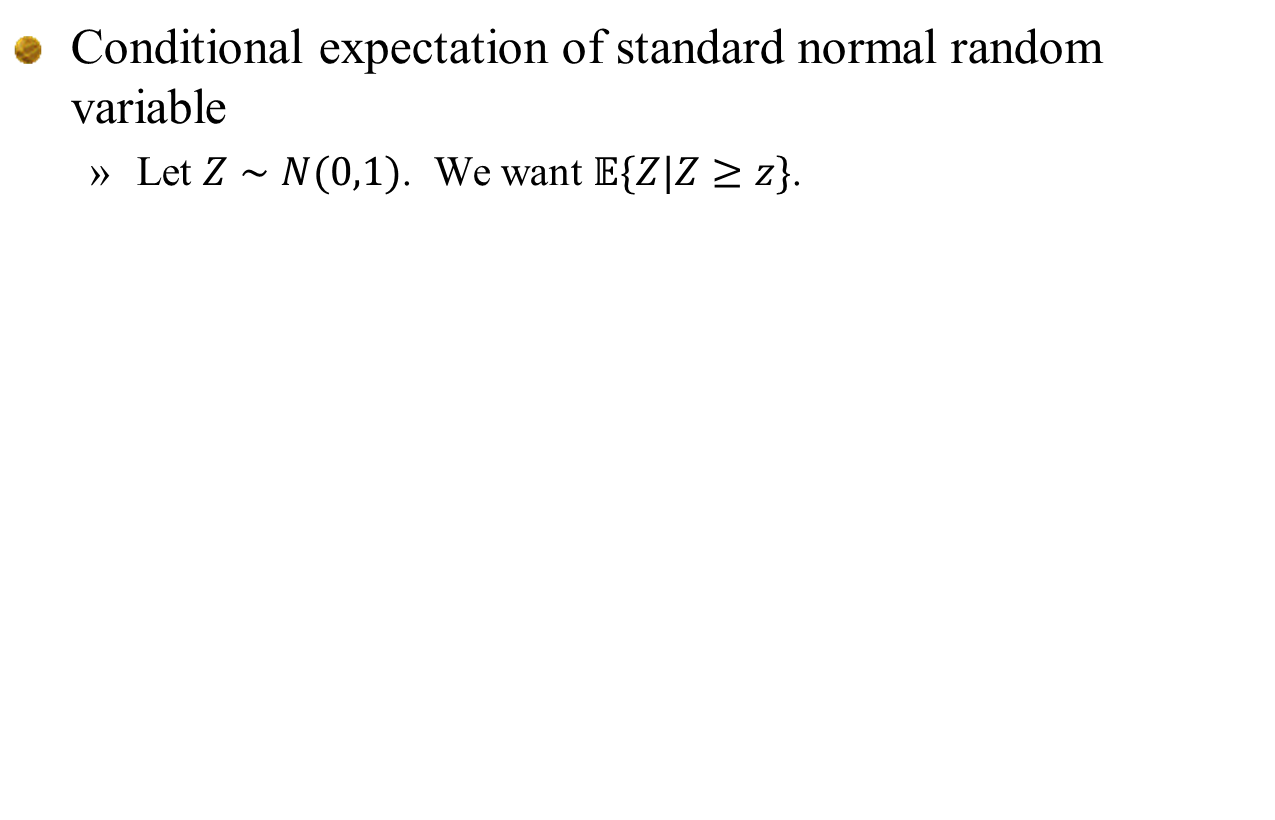 Conditional expectation of standard normal random
variable
» Let Z ~ N(0,1). We want 𝔼{Z|Z ≥ z}.